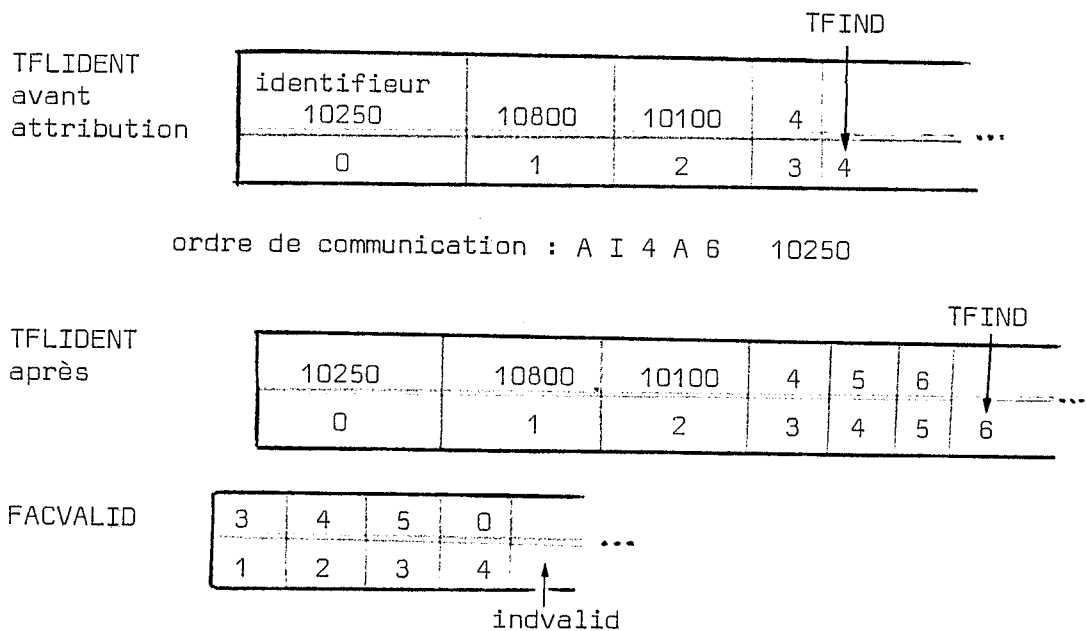 TFIND
TFLIDENT
avant
attribution
identifieur
10250 10800 10100 4
...
0 1 2 3 4
ordre de communication : A I 4 A 6 10250
TFIND
TFLIDENT
après
10250 10800 10100 4 5 6
...
0 1 2 3 4 5 6
FACVALID
3 4 5 0
...
1 2 3 4
indvalid